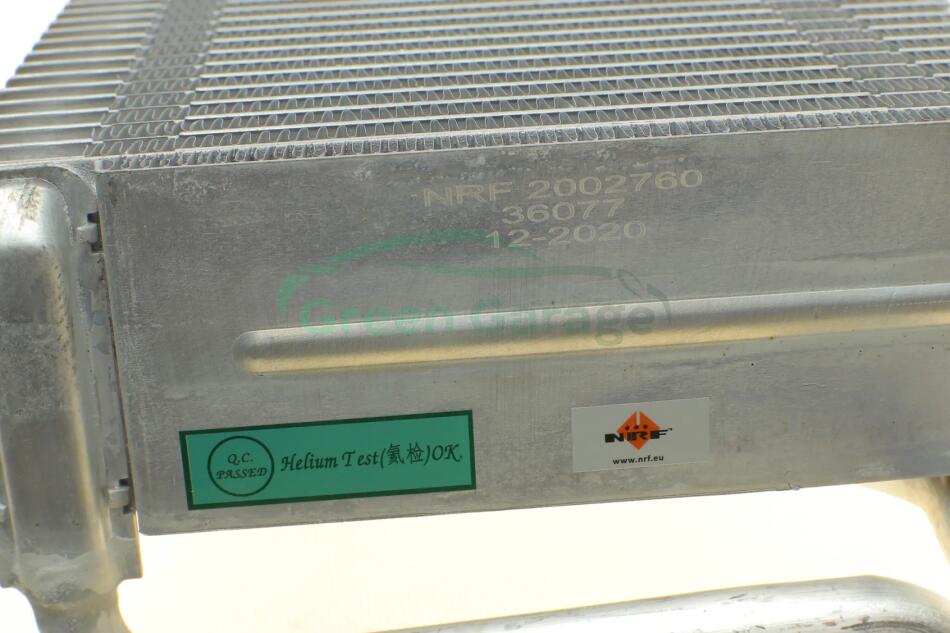 NRF 2002760
36077
12-2020
Green Garage
Q.C.
PASSED
Helium Test(氦检)OK.
NRF
www.nrf.eu